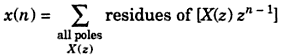 x(n) = ∑ residues of [X(z) z^{n – 1}]
all poles
X(z)